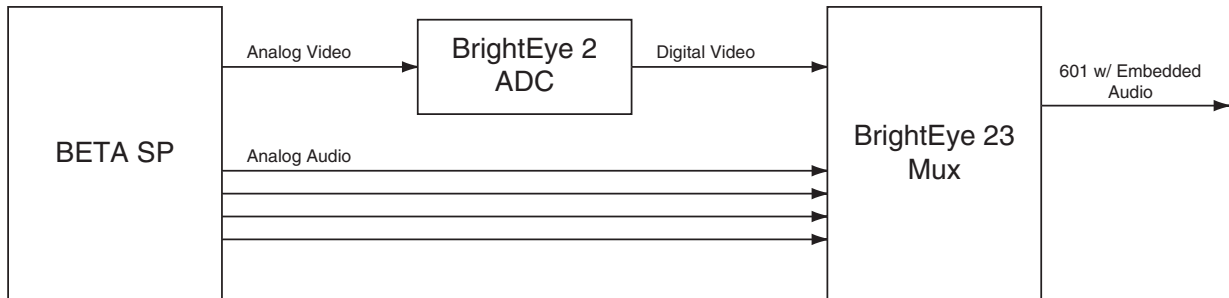 BETA SP
Analog Video
BrightEye 2
ADC
Digital Video
Analog Audio
BrightEye 23
Mux
601 w/ Embedded
Audio